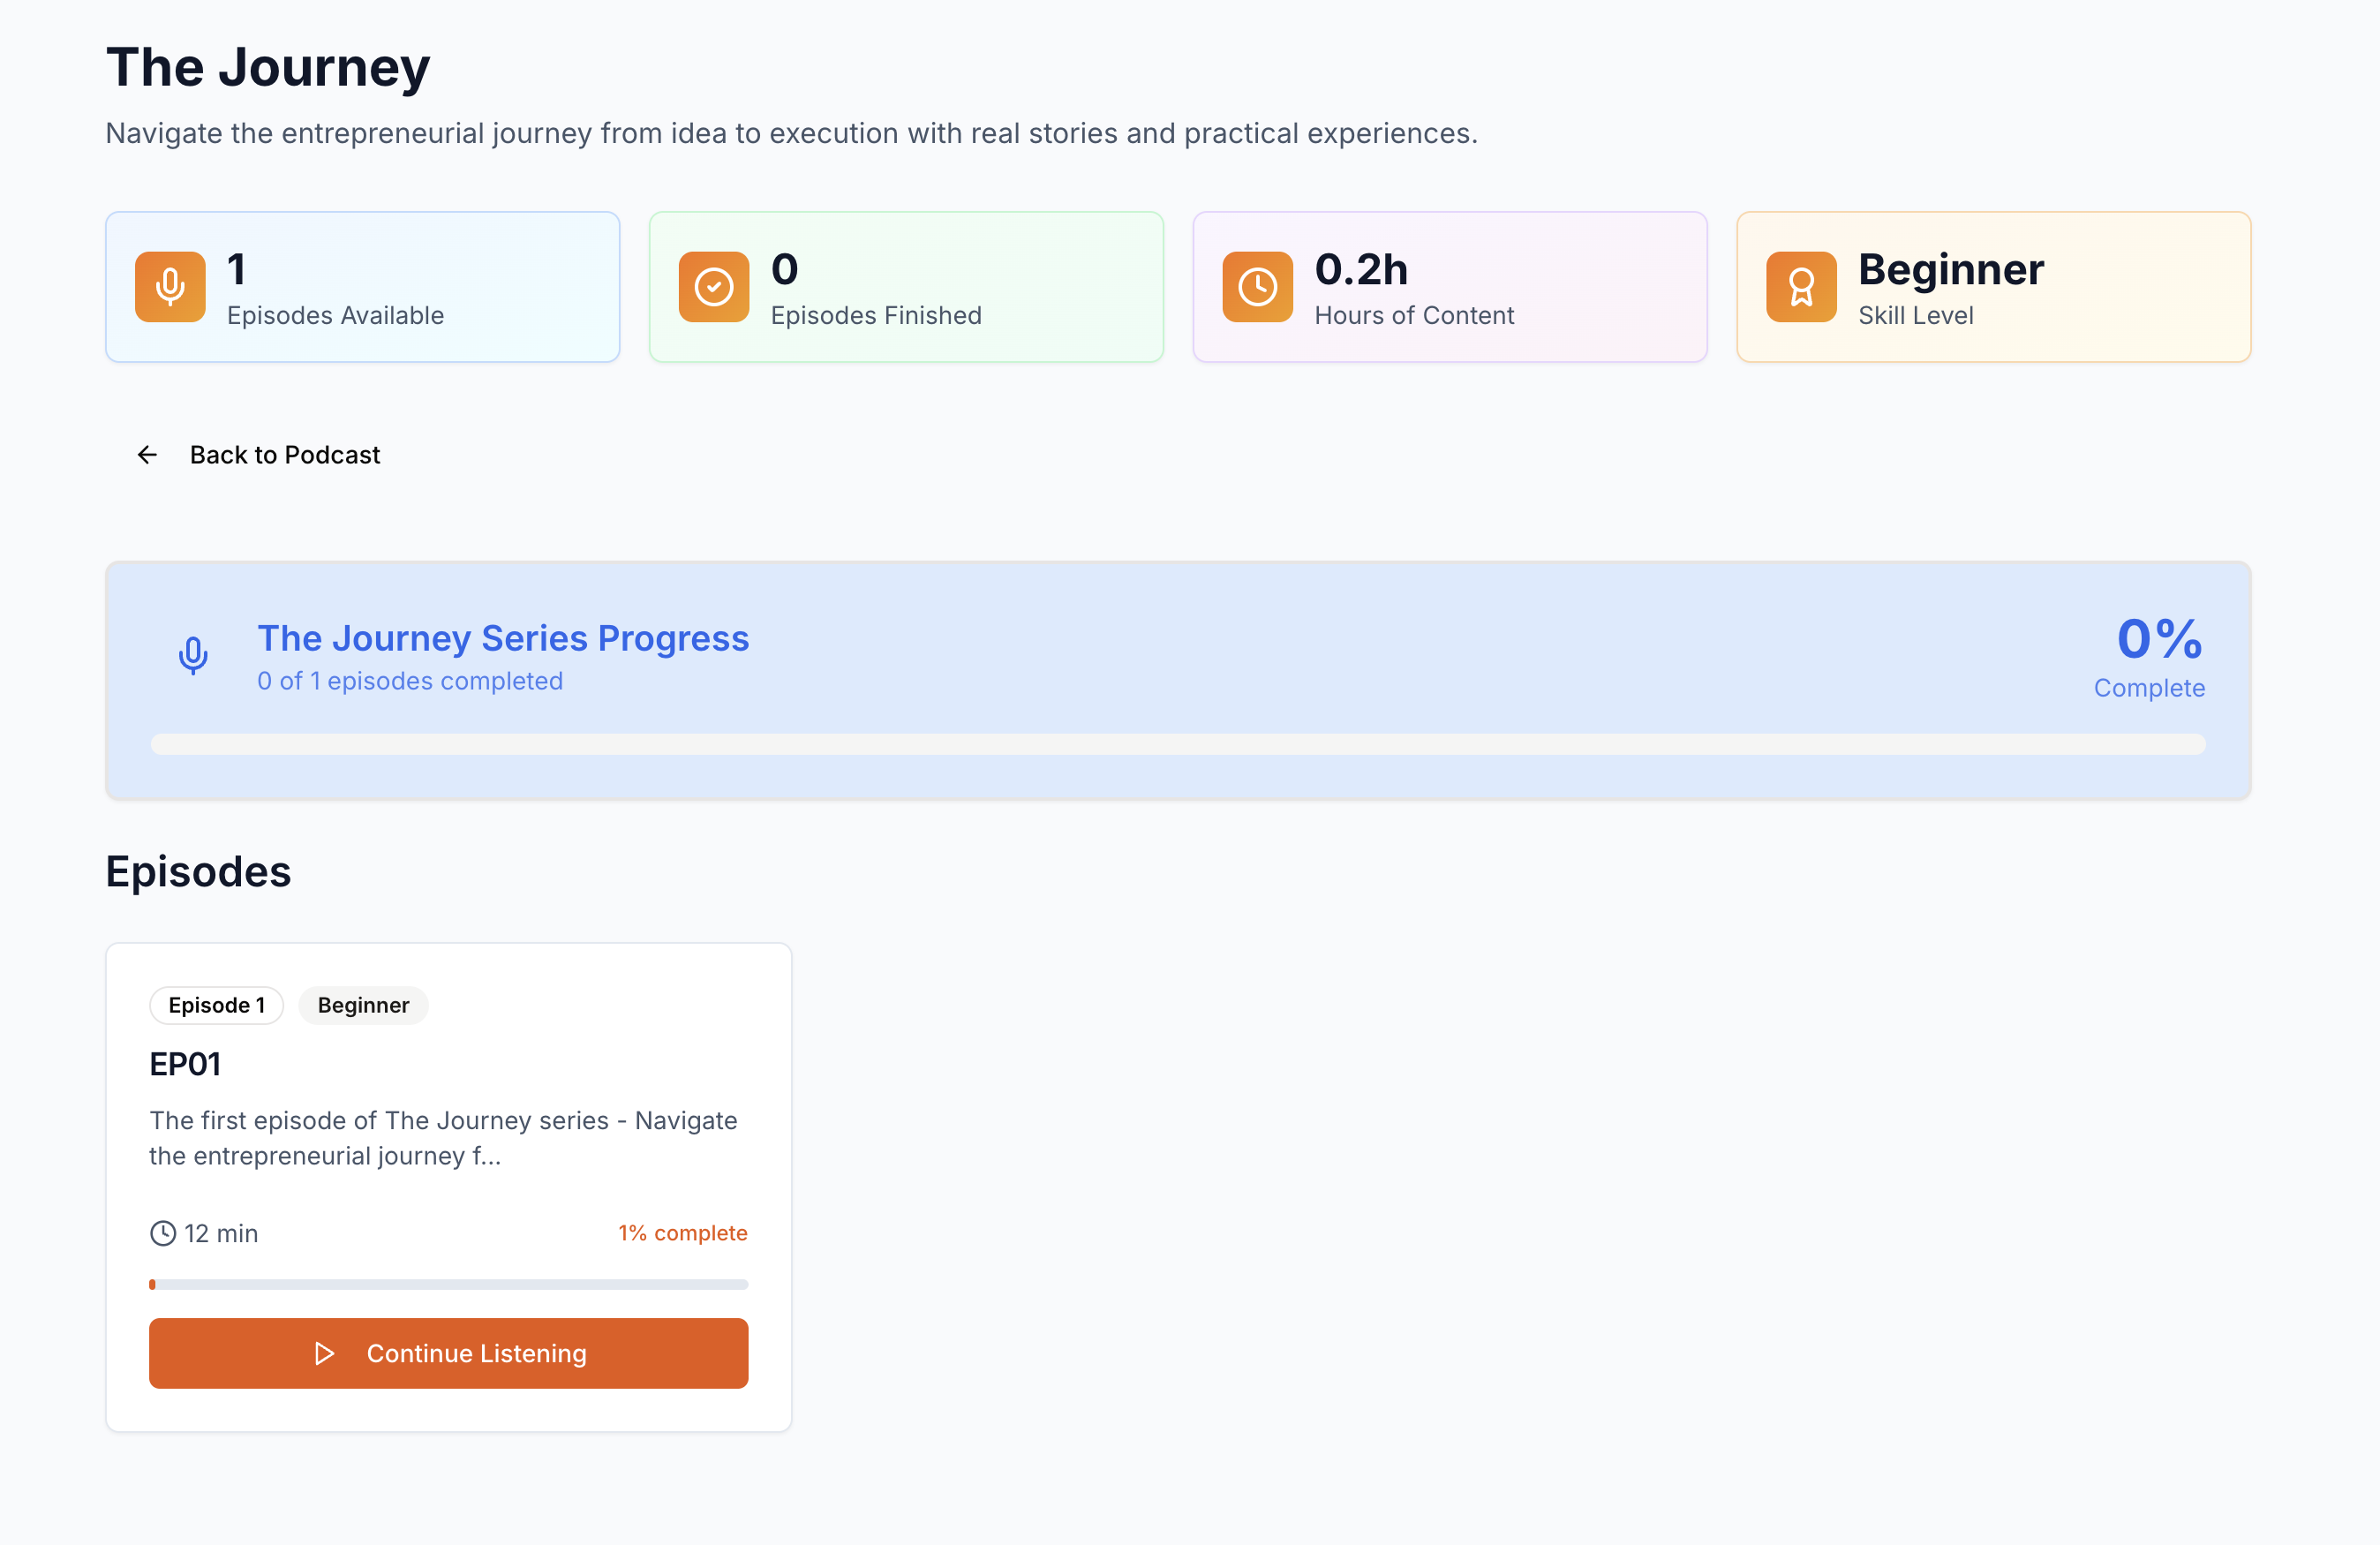 The Journey
Navigate the entrepreneurial journey from idea to execution with real stories and practical experiences.
1
Episodes Available
0
Episodes Finished
0.2h
Hours of Content
Beginner
Skill Level
Back to Podcast
The Journey Series Progress
0 of 1 episodes completed
0%
Complete
Episodes
Episode 1
Beginner
EP01
The first episode of The Journey series - Navigate
the entrepreneurial journey f...
12 min
1% complete
Continue Listening